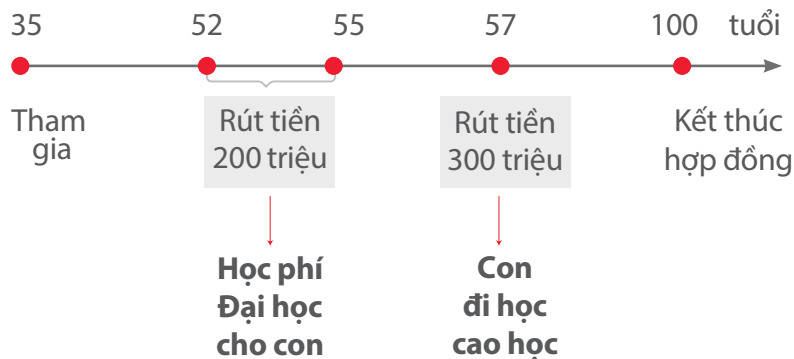 35 52 55 57 100 tuổi
Tham
gia
Rút tiền
200 triệu
Rút tiền
300 triệu
Kết thúc
hợp đồng
Học phí
Đại học
cho con
Con
đi học
cao học